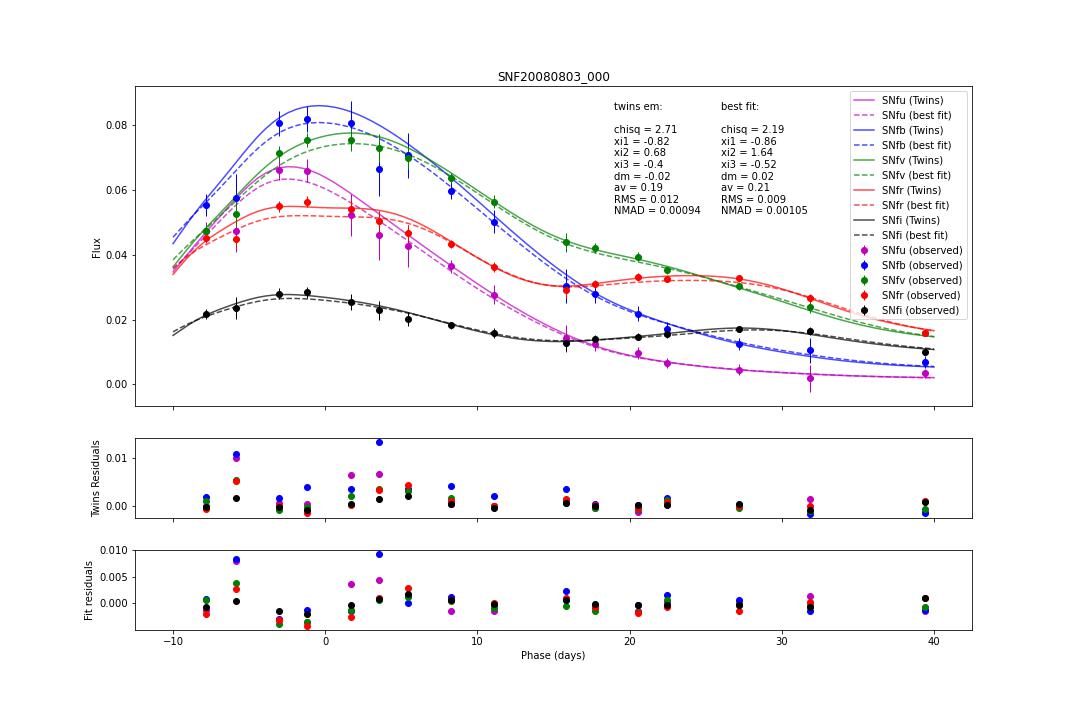 SNF20080803_000
twins em:
best fit:
chisq = 2.71
xi1 = -0.82
xi2 = 0.68
xi3 = -0.4
dm = -0.02
av = 0.19
RMS = 0.012
NMAD = 0.00094
chisq = 2.19
xi1 = -0.86
xi2 = 1.64
xi3 = -0.52
dm = 0.02
av = 0.21
RMS = 0.009
NMAD = 0.00105
SNfu (Twins)
SNfu (best fit)
SNfb (Twins)
SNfb (best fit)
SNfv (Twins)
SNfv (best fit)
SNfr (Twins)
SNfr (best fit)
SNfi (Twins)
SNfi (best fit)
SNfu (observed)
SNfb (observed)
SNfv (observed)
SNfr (observed)
SNfi (observed)
Flux
0.08
0.06
0.04
0.02
0.00
Twins Residuals
0.01
0.00
Fit residuals
0.010
0.005
0.000
−10
0
10
20
30
40
Phase (days)